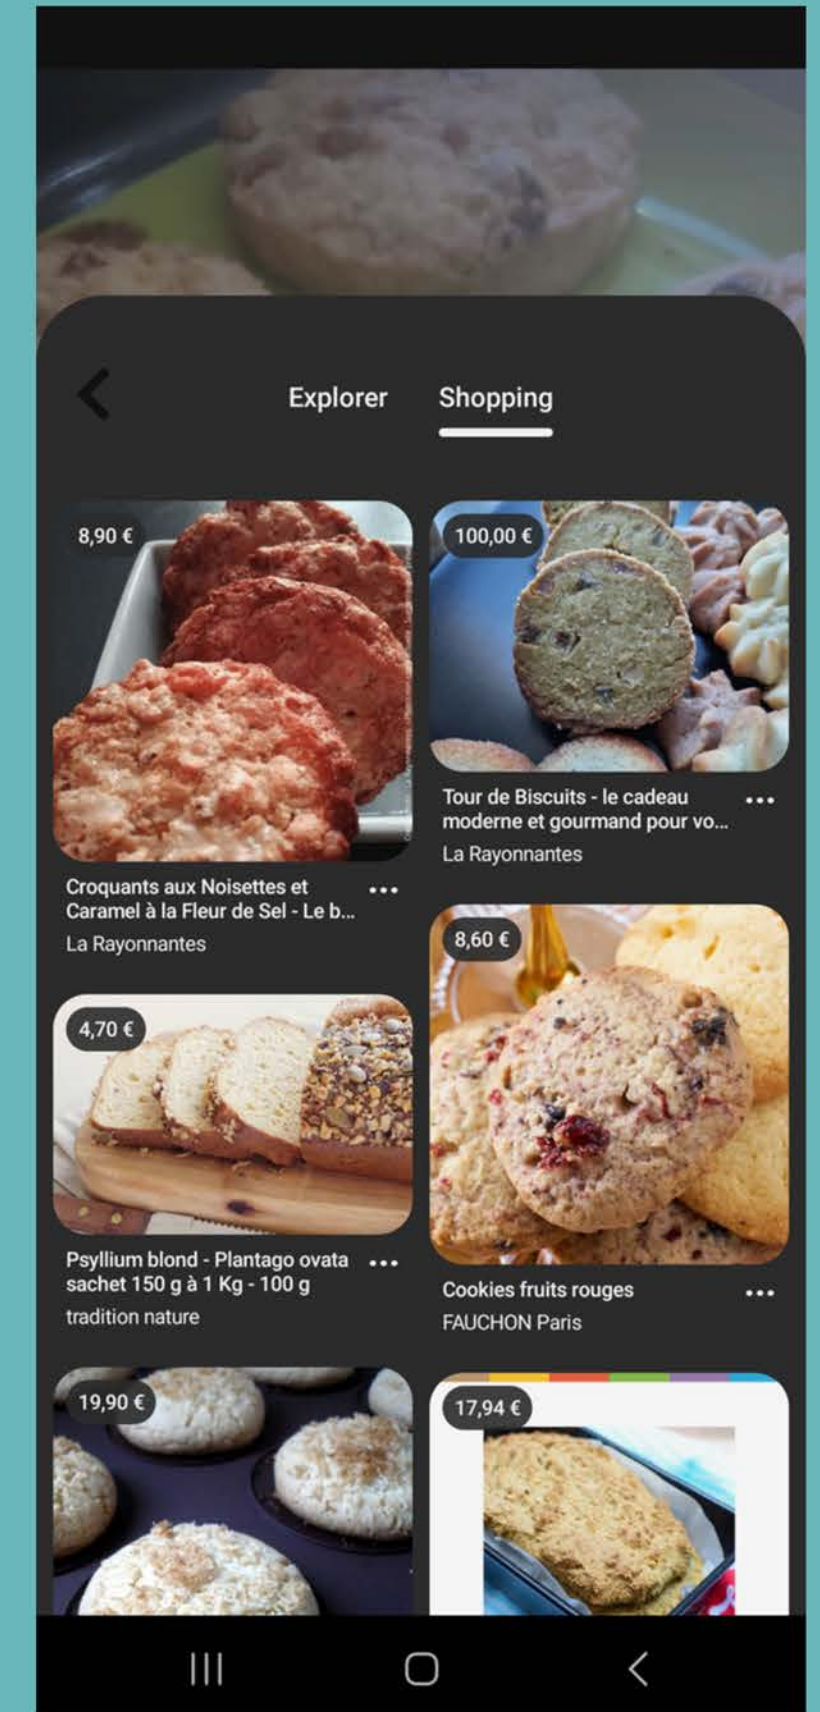 Explorer
Shopping
8,90 €
Croquants aux Noisettes et
Caramel à la Fleur de Sel - Le b...
La Rayonnantes
100,00 €
Tour de Biscuits - le cadeau
moderne et gourmand pour vo...
La Rayonnantes
4,70 €
Psyllium blond - Plantago ovata
sachet 150 g à 1 Kg - 100 g
tradition nature
8,60 €
Cookies fruits rouges
FAUCHON Paris
19,90 €
17,94 €